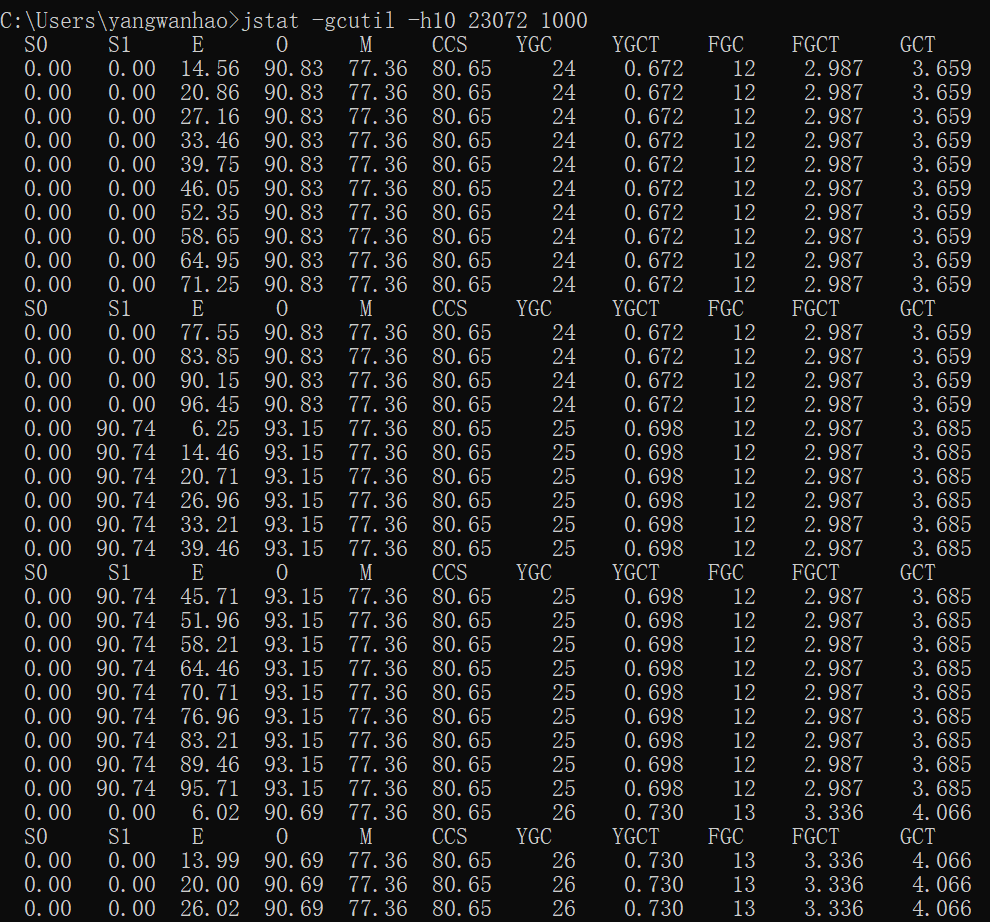 C:\Users\yangwanhao>jstat -gcutil -h10 23072 1000
S0 S1 E O M CCS YGC YGCT FGC FGCT GCT
0.00 0.00 14.56 90.83 77.36 80.65 24 0.672 12 2.987 3.659
0.00 0.00 20.86 90.83 77.36 80.65 24 0.672 12 2.987 3.659
0.00 0.00 27.16 90.83 77.36 80.65 24 0.672 12 2.987 3.659
0.00 0.00 33.46 90.83 77.36 80.65 24 0.672 12 2.987 3.659
0.00 0.00 39.75 90.83 77.36 80.65 24 0.672 12 2.987 3.659
0.00 0.00 46.05 90.83 77.36 80.65 24 0.672 12 2.987 3.659
0.00 0.00 52.35 90.83 77.36 80.65 24 0.672 12 2.987 3.659
0.00 0.00 58.65 90.83 77.36 80.65 24 0.672 12 2.987 3.659
0.00 0.00 64.95 90.83 77.36 80.65 24 0.672 12 2.987 3.659
0.00 0.00 71.25 90.83 77.36 80.65 24 0.672 12 2.987 3.659
S0 S1 E O M CCS YGC YGCT FGC FGCT GCT
0.00 0.00 77.55 90.83 77.36 80.65 24 0.672 12 2.987 3.659
0.00 0.00 83.85 90.83 77.36 80.65 24 0.672 12 2.987 3.659
0.00 0.00 90.15 90.83 77.36 80.65 24 0.672 12 2.987 3.659
0.00 0.00 96.45 90.83 77.36 80.65 24 0.672 12 2.987 3.659
0.00 90.74 6.25 93.15 77.36 80.65 25 0.698 12 2.987 3.685
0.00 90.74 14.46 93.15 77.36 80.65 25 0.698 12 2.987 3.685
0.00 90.74 20.71 93.15 77.36 80.65 25 0.698 12 2.987 3.685
0.00 90.74 26.96 93.15 77.36 80.65 25 0.698 12 2.987 3.685
0.00 90.74 33.21 93.15 77.36 80.65 25 0.698 12 2.987 3.685
0.00 90.74 39.46 93.15 77.36 80.65 25 0.698 12 2.987 3.685
S0 S1 E O M CCS YGC YGCT FGC FGCT GCT
0.00 90.74 45.71 93.15 77.36 80.65 25 0.698 12 2.987 3.685
0.00 90.74 51.96 93.15 77.36 80.65 25 0.698 12 2.987 3.685
0.00 90.74 58.21 93.15 77.36 80.65 25 0.698 12 2.987 3.685
0.00 90.74 64.46 93.15 77.36 80.65 25 0.698 12 2.987 3.685
0.00 90.74 70.71 93.15 77.36 80.65 25 0.698 12 2.987 3.685
0.00 90.74 76.96 93.15 77.36 80.65 25 0.698 12 2.987 3.685
0.00 90.74 83.21 93.15 77.36 80.65 25 0.698 12 2.987 3.685
0.00 90.74 89.46 93.15 77.36 80.65 25 0.698 12 2.987 3.685
0.00 90.74 95.71 93.15 77.36 80.65 25 0.698 12 2.987 3.685
0.00 0.00 6.02 90.69 77.36 80.65 26 0.730 13 3.336 4.066
S0 S1 E O M CCS YGC YGCT FGC FGCT GCT
0.00 0.00 13.99 90.69 77.36 80.65 26 0.730 13 3.336 4.066
0.00 0.00 20.00 90.69 77.36 80.65 26 0.730 13 3.336 4.066
0.00 0.00 26.02 90.69 77.36 80.65 26 0.730 13 3.336 4.066